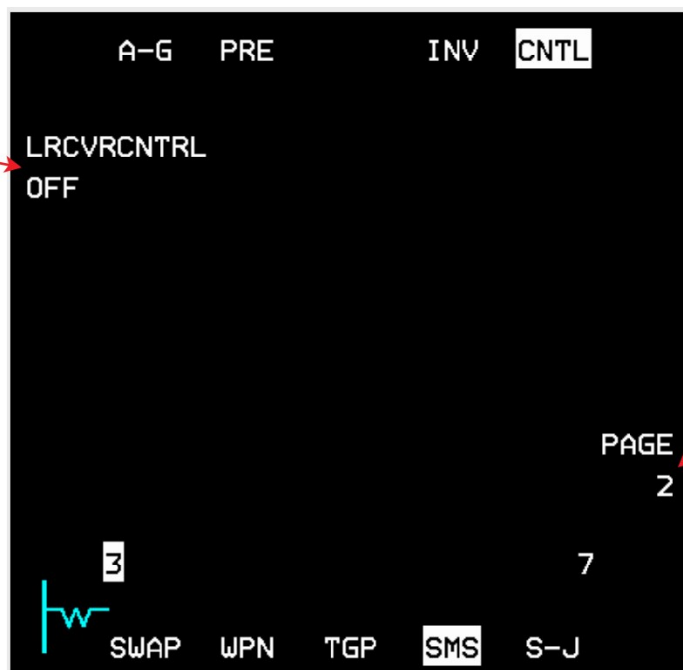 A-G PRE INV CNTL
LRCVRCNTRL
OFF
PAGE
2
3 7
SWAP WPN TGP SMS S-J